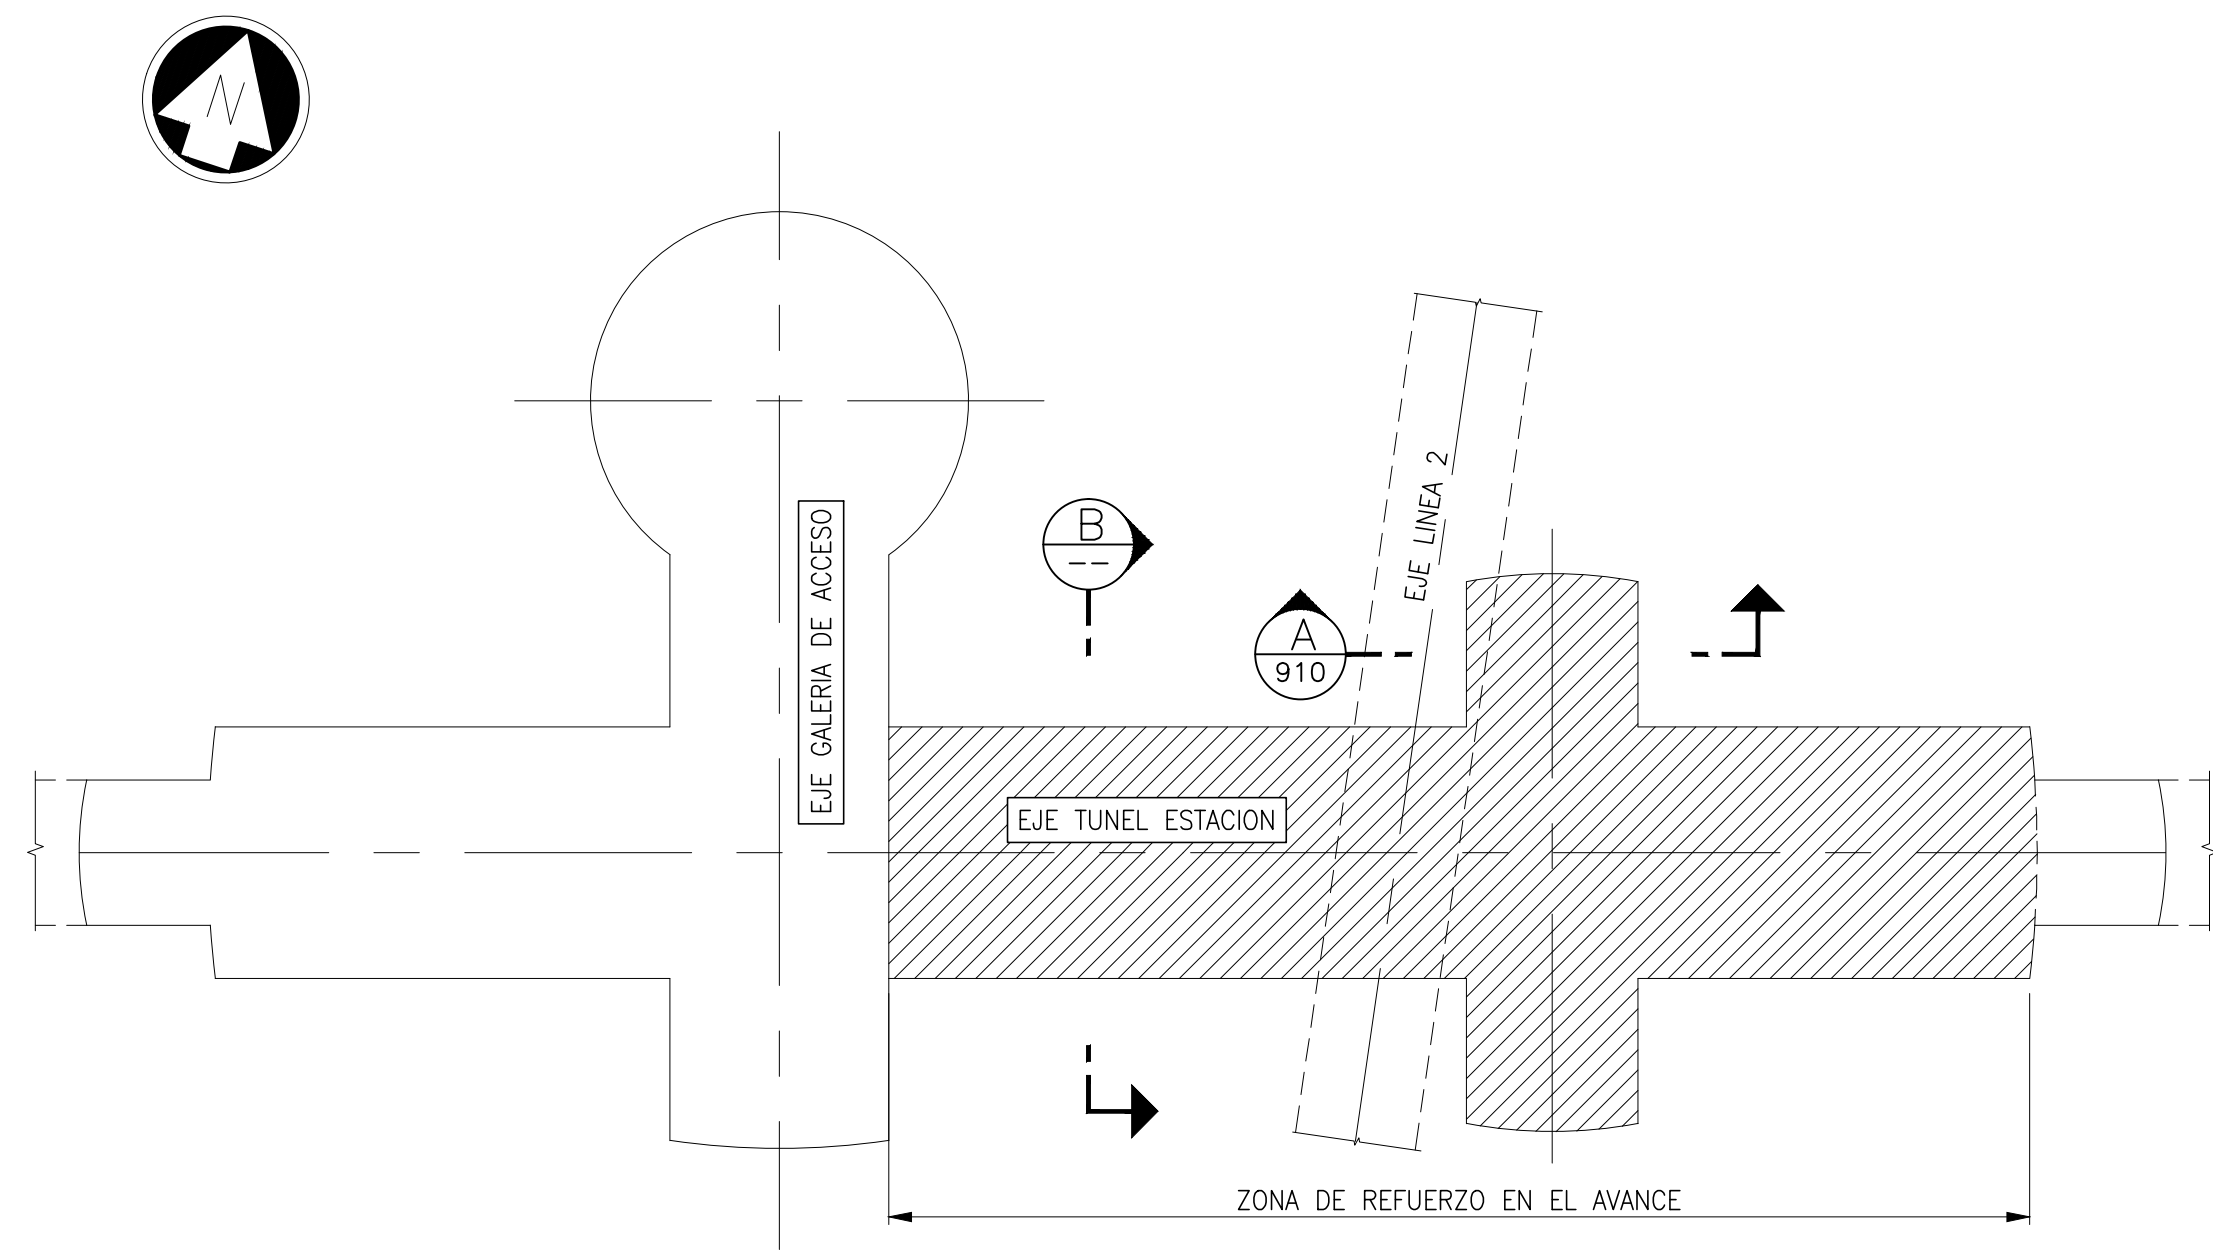 N
EJE GALERIA DE ACCESO
B
--
EJE LINEA 2
A
910
EJE TUNEL ESTACION
ZONA DE REFUERZO EN EL AVANCE